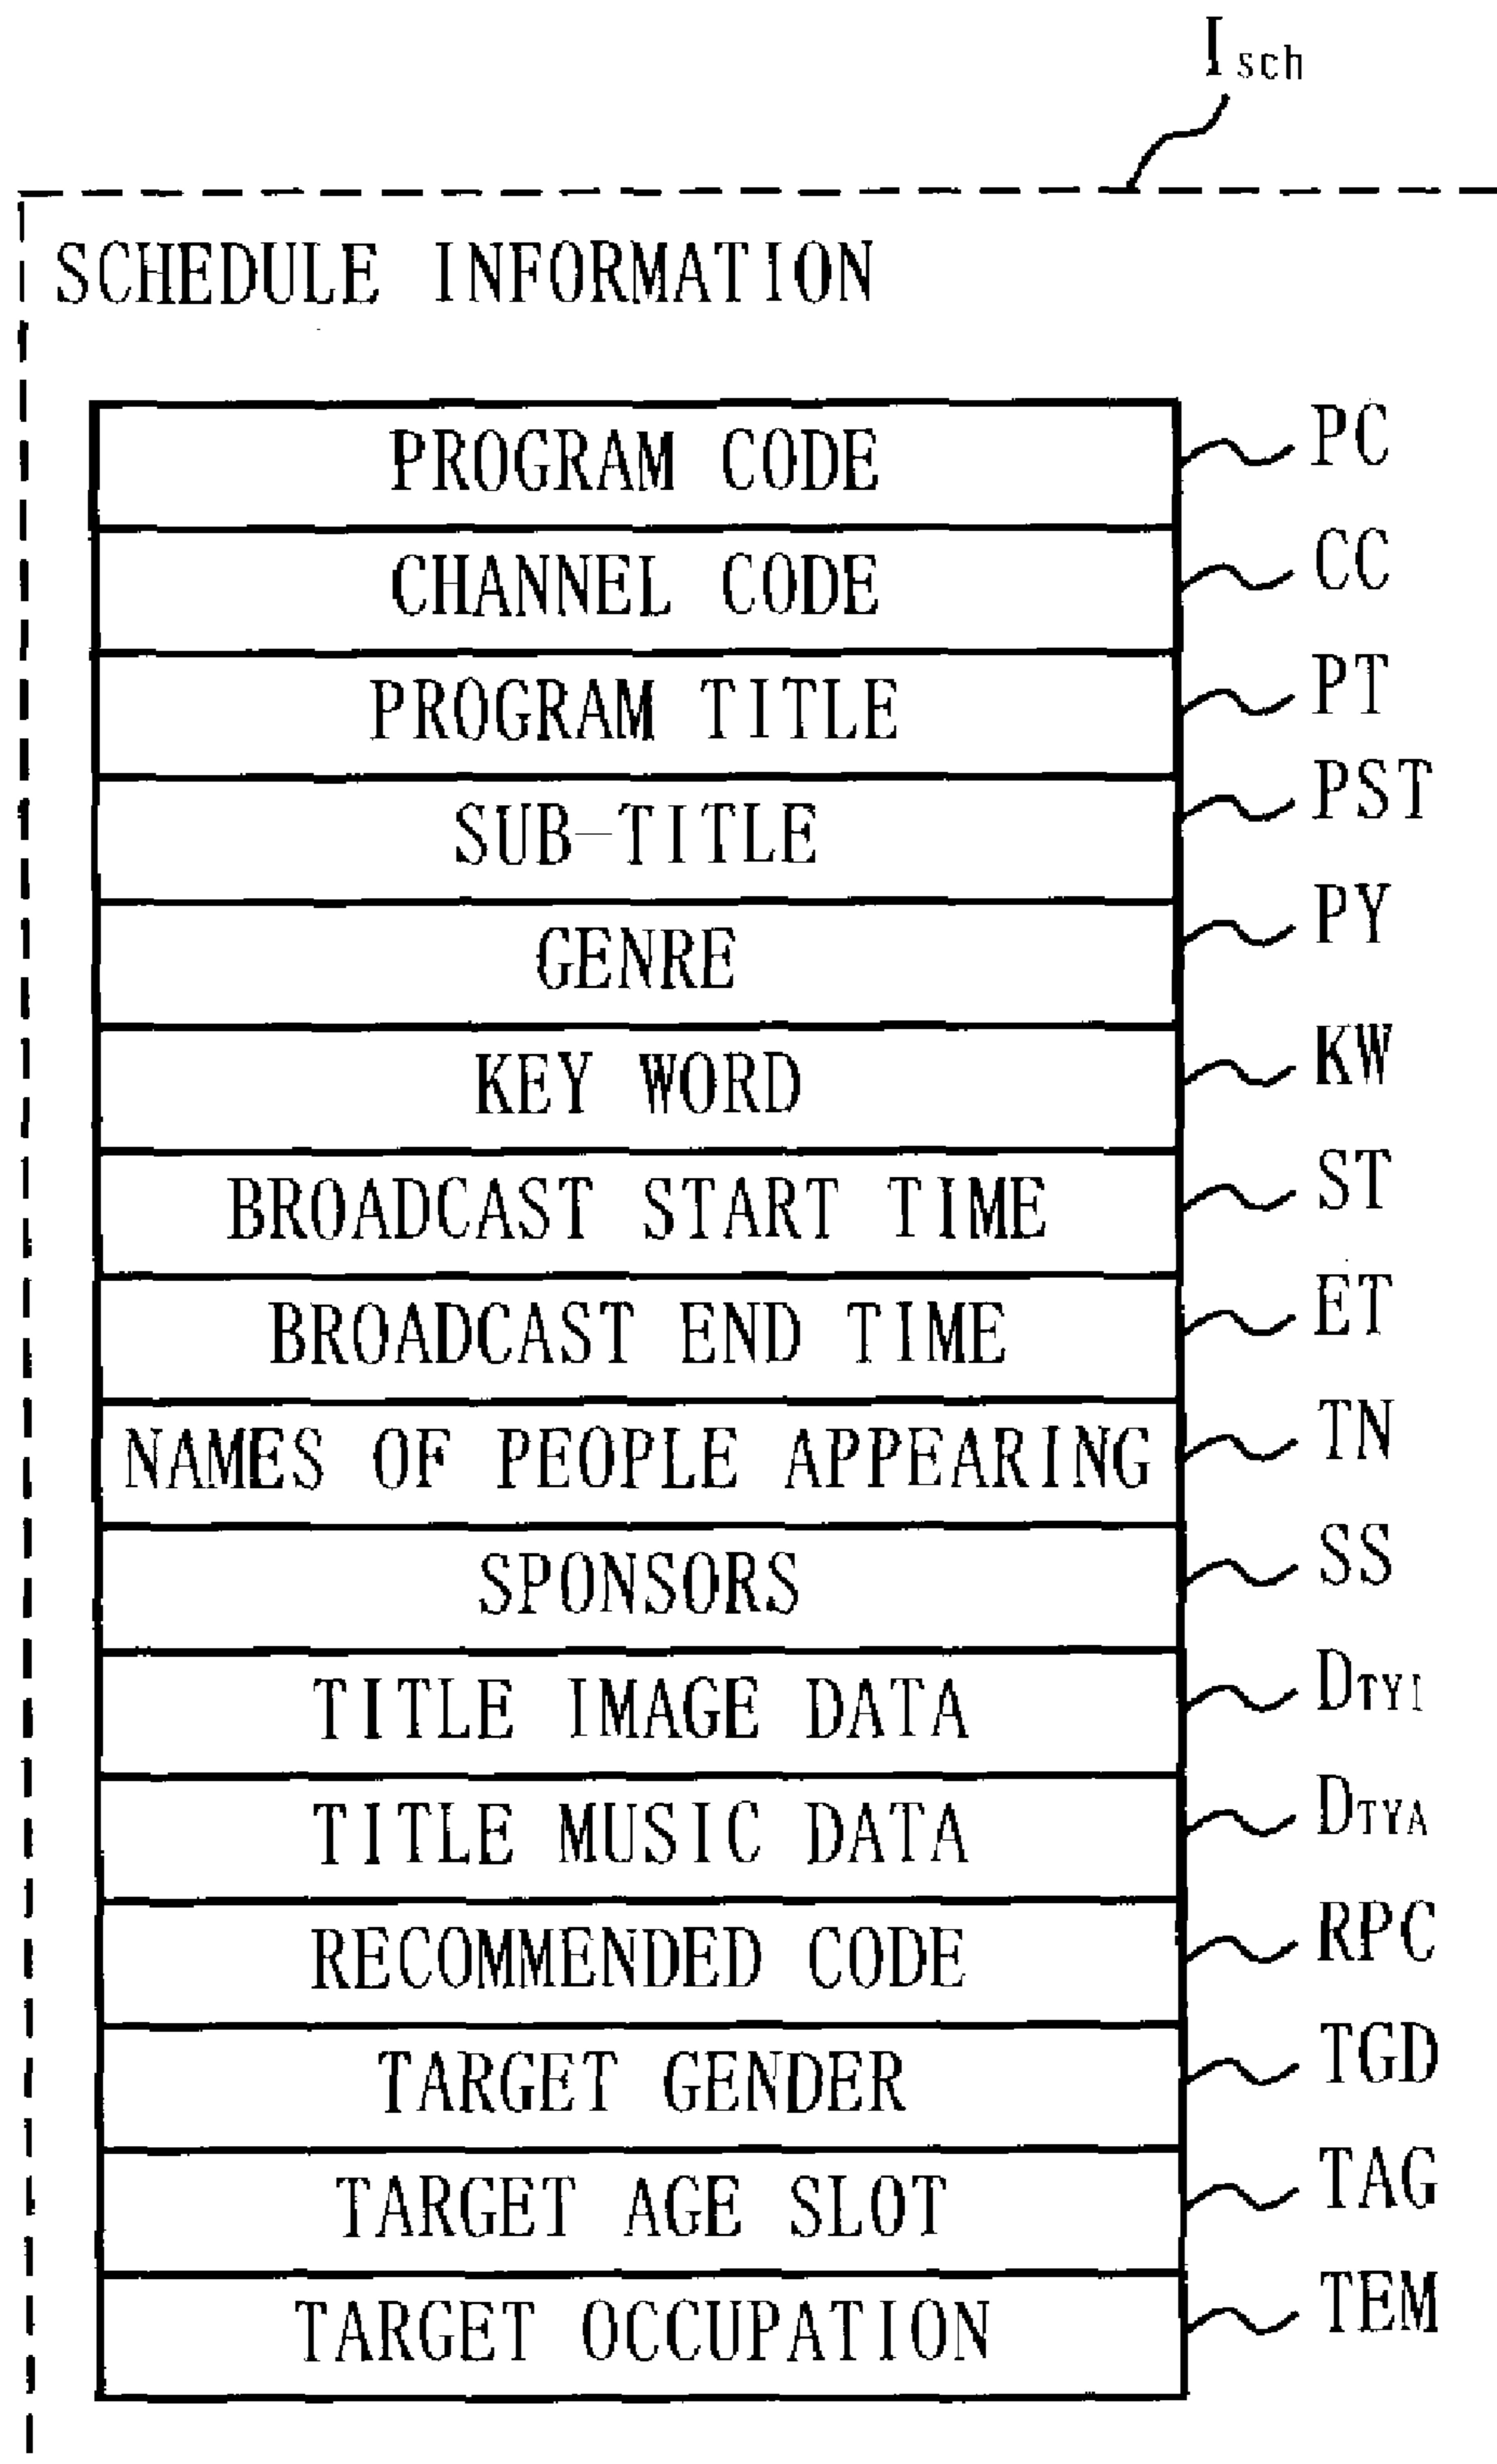 Isch
SCHEDULE INFORMATION
PROGRAM CODE PC
CHANNEL CODE CC
PROGRAM TITLE PT
SUB-TITLE PST
GENRE PY
KEY WORD KW
BROADCAST START TIME ST
BROADCAST END TIME ET
NAMES OF PEOPLE APPEARING TN
SPONSORS SS
TITLE IMAGE DATA DTYI
TITLE MUSIC DATA DTYA
RECOMMENDED CODE RPC
TARGET GENDER TGD
TARGET AGE SLOT TAG
TARGET OCCUPATION TEM